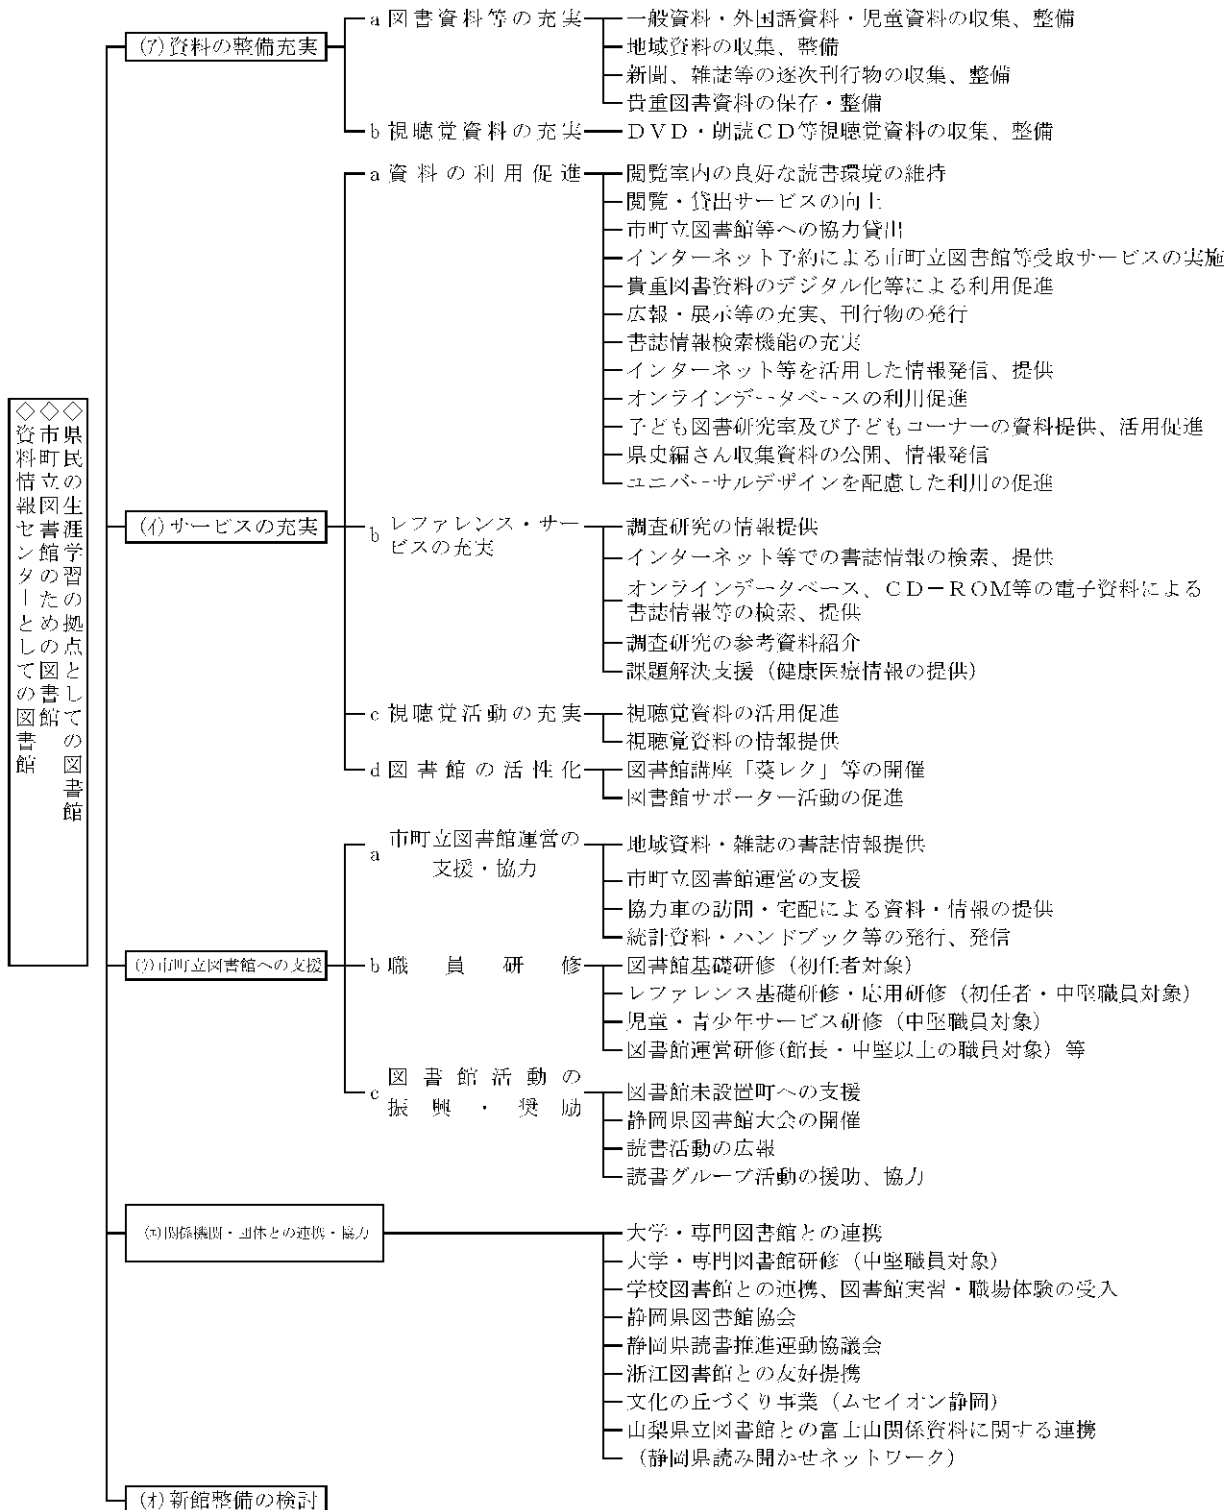 ◇県民の生涯学習の拠点としての図書館
◇市町立図書館のための図書館
◇資料情報センターとしての図書館
(ア)資料の整備充実
a 図書資料等の充実
一般資料・外国語資料・児童資料の収集、整備
地域資料の収集、整備
新聞、雑誌等の逐次刊行物の収集、整備
貴重図書資料の保存・整備
b 視聴覚資料の充実
DVD・朗読CD等視聴覚資料の収集、整備
(イ)サービスの充実
a 資料の利用促進
閲覧室内の良好な読書環境の維持
閲覧・貸出サービスの向上
市町立図書館等への協力貸出
インターネット予約による市町立図書館等受取サービスの実施
貴重図書資料のデジタル化等による利用促進
広報・展示等の充実、刊行物の発行
書誌情報検索機能の充実
インターネット等を活用した情報発信、提供
オンラインデータベースの利用促進
子ども図書研究室及び子どもコーナーの資料提供、活用促進
県史編さん収集資料の公開、情報発信
ユニバーサルデザインを配慮した利用の促進
b レファレンス・サー
ビスの充実
調査研究の情報提供
インターネット等での書誌情報の検索、提供
オンラインデータベース、CD-ROM等の電子資料による
書誌情報等の検索、提供
調査研究の参考資料紹介
課題解決支援（健康医療情報の提供）
c 視聴覚活動の充実
視聴覚資料の活用促進
視聴覚資料の情報提供
d 図書館の活性化
図書館講座「葵レク」等の開催
図書館サポーター活動の促進
(ウ)市町立図書館への支援
a 市町立図書館運営の
支援・協力
地域資料・雑誌の書誌情報提供
市町立図書館運営の支援
協力車の訪問・宅配による資料・情報の提供
統計資料・ハンドブック等の発行、発信
b 職員研修
図書館基礎研修（初任者対象）
レファレンス基礎研修・応用研修（初任者・中堅職員対象）
児童・青少年サービス研修（中堅職員対象）
図書館運営研修(館長・中堅以上の職員対象）等
c 図書館活動の
振興・奨励
図書館未設置町への支援
静岡県図書館大会の開催
読書活動の広報
読書グループ活動の援助、協力
(エ)関係機関・団体との連携・協力
大学・専門図書館との連携
大学・専門図書館研修（中堅職員対象）
学校図書館との連携、図書館実習・職場体験の受入
静岡県図書館協会
静岡県読書推進運動協議会
浙江図書館との友好提携
文化の丘づくり事業（ムセイオン静岡）
山梨県立図書館との富士山関係資料に関する連携
（静岡県読み聞かせネットワーク）
(オ)新館整備の検討